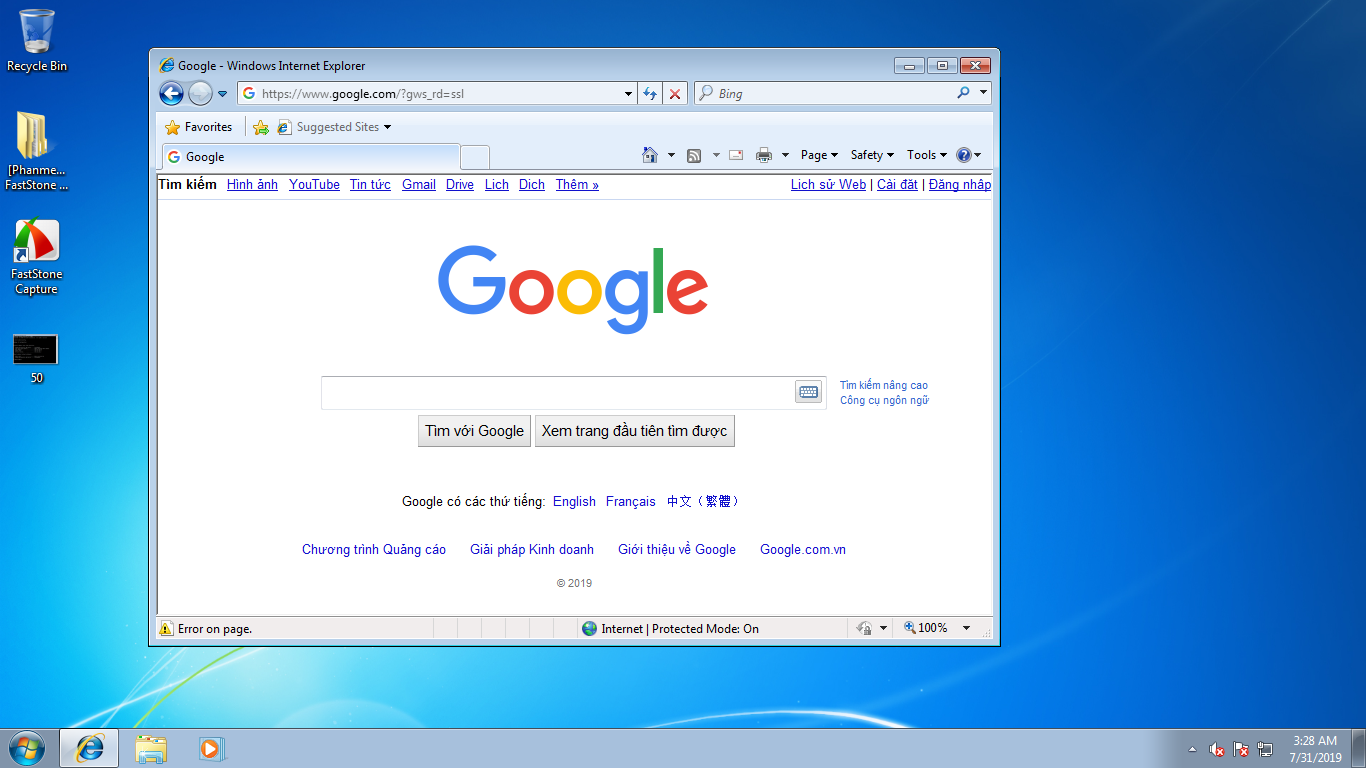 Recycle Bin
[Phanme...
FastStone ...
FastStone
Capture
50
Google - Windows Internet Explorer
https://www.google.com/?gws_rd=ssl
Bing
Favorites
Suggested Sites
Google
Page
Safety
Tools
Tìm kiếm Hình ảnh YouTube Tin tức Gmail Drive Lịch Dịch Thêm »
Lịch sử Web | Cài đặt | Đăng nhập
Google
Tìm kiếm nâng cao
Công cụ ngôn ngữ
Tìm với Google
Xem trang đầu tiên tìm được
Google có các thứ tiếng: English Français 中文（繁體）
Chương trình Quảng cáo Giải pháp Kinh doanh Giới thiệu về Google Google.com.vn
© 2019
Error on page.
Internet | Protected Mode: On
100%
3:28 AM
7/31/2019